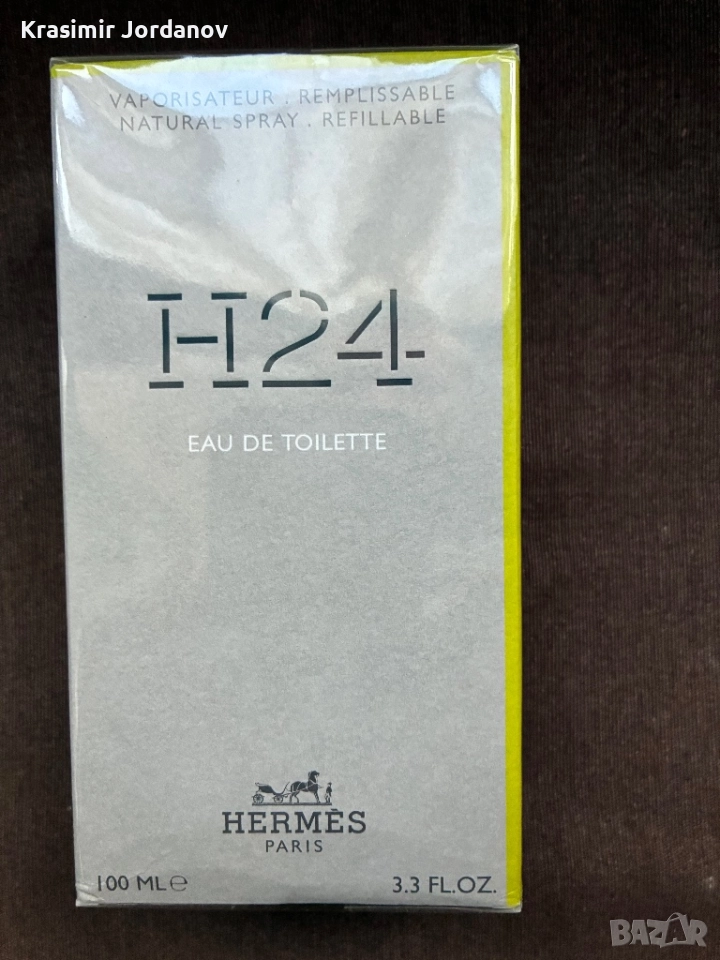 Krasimir Jordanov
VAPORISATEUR . REMPLISSABLE
NATURAL SPRAY . REFILLABLE
H24
EAU DE TOILETTE
HERMÈS
PARIS
100 ML℮ 3.3 FL.OZ.
BAZAR